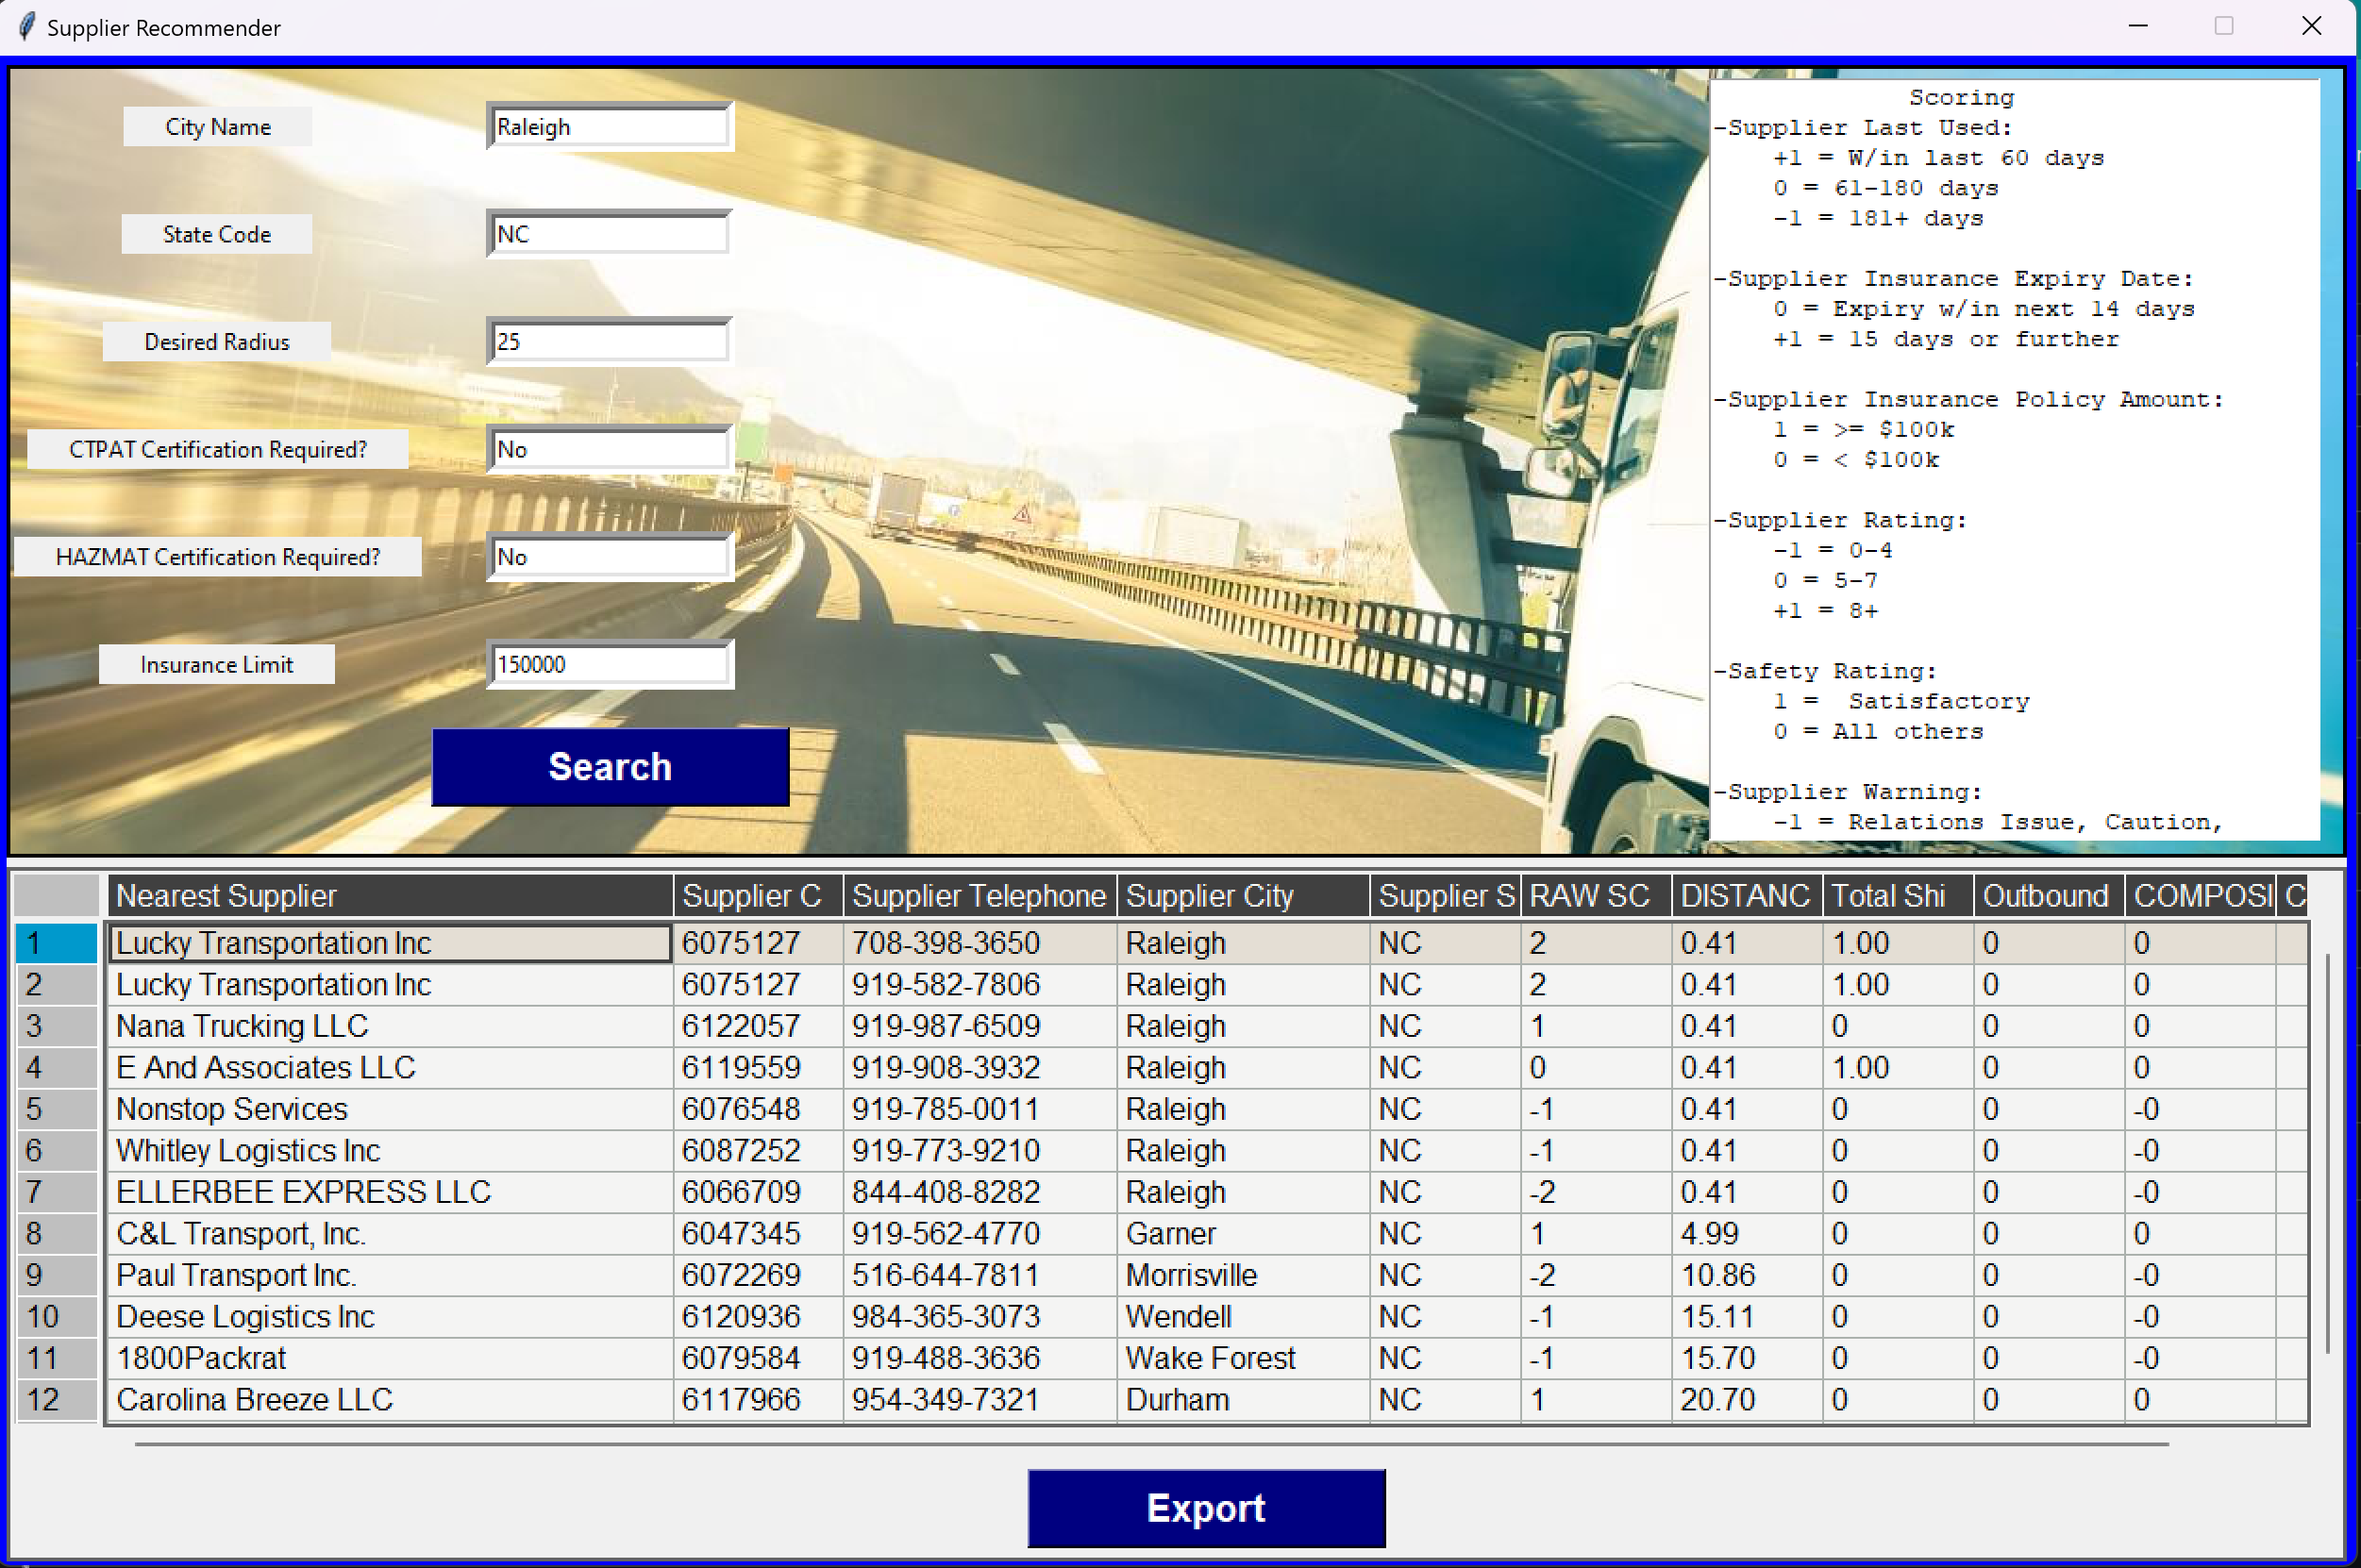 Supplier Recommender
City Name Raleigh
State Code NC
Desired Radius 25
CTPAT Certification Required? No
HAZMAT Certification Required? No
Insurance Limit 150000
Search
Scoring
-Supplier Last Used:
+1 = W/in last 60 days
0 = 61-180 days
-1 = 181+ days
-Supplier Insurance Expiry Date:
0 = Expiry w/in next 14 days
+1 = 15 days or further
-Supplier Insurance Policy Amount:
1 = >= $100k
0 = < $100k
-Supplier Rating:
-1 = 0-4
0 = 5-7
+1 = 8+
-Safety Rating:
1 =  Satisfactory
0 = All others
-Supplier Warning:
-1 = Relations Issue, Caution,
Nearest Supplier Supplier C Supplier Telephone Supplier City Supplier S RAW SC DISTANC Total Shi Outbound COMPOSI C
1 Lucky Transportation Inc 6075127 708-398-3650 Raleigh NC 2 0.41 1.00 0 0
2 Lucky Transportation Inc 6075127 919-582-7806 Raleigh NC 2 0.41 1.00 0 0
3 Nana Trucking LLC 6122057 919-987-6509 Raleigh NC 1 0.41 0 0 0
4 E And Associates LLC 6119559 919-908-3932 Raleigh NC 0 0.41 1.00 0 0
5 Nonstop Services 6076548 919-785-0011 Raleigh NC -1 0.41 0 0 -0
6 Whitley Logistics Inc 6087252 919-773-9210 Raleigh NC -1 0.41 0 0 -0
7 ELLERBEE EXPRESS LLC 6066709 844-408-8282 Raleigh NC -2 0.41 0 0 -0
8 C&L Transport, Inc. 6047345 919-562-4770 Garner NC 1 4.99 0 0 0
9 Paul Transport Inc. 6072269 516-644-7811 Morrisville NC -2 10.86 0 0 -0
10 Deese Logistics Inc 6120936 984-365-3073 Wendell NC -1 15.11 0 0 -0
11 1800Packrat 6079584 919-488-3636 Wake Forest NC -1 15.70 0 0 -0
12 Carolina Breeze LLC 6117966 954-349-7321 Durham NC 1 20.70 0 0 0
Export